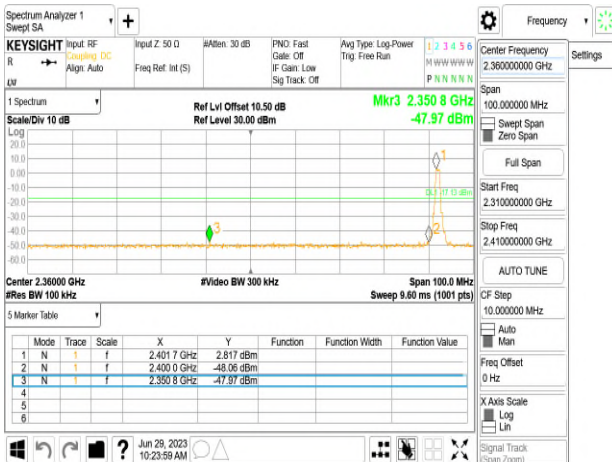 Spectrum Analyzer 1
Swept SA
+
Frequency
KEYSIGHT
R
Input: RF
Coupling: DC
Align: Auto
Input Z: 50 Ω
Freq Ref: Int (S)
#Atten: 30 dB
PNO: Fast
Gate: Off
IF Gain: Low
Sig Track: Off
Avg Type: Log-Power
Trig: Free Run
1 2 3 4 5 6
M W W W W W
P N N N N N
Center Frequency
2.360000000 GHz
Settings
Span
100.000000 MHz
Swept Span
Zero Span
Full Span
Start Freq
2.310000000 GHz
Stop Freq
2.410000000 GHz
AUTO TUNE
CF Step
10.000000 MHz
Auto
Man
Freq Offset
0 Hz
X Axis Scale
Log
Lin
Signal Track
(Span Zoom)
1 Spectrum
Scale/Div 10 dB
Log
Ref Lvl Offset 10.50 dB
Ref Level 30.00 dBm
Mkr3 2.350 8 GHz
-47.97 dBm
20.0
10.0
0.00
-10.0
-20.0
-30.0
-40.0
-50.0
-60.0
1
DL1 -17.13 dBm
2
3
Center 2.36000 GHz
#Res BW 100 kHz
#Video BW 300 kHz
Span 100.0 MHz
Sweep 9.60 ms (1001 pts)
5 Marker Table
Mode Trace Scale X Y Function Function Width Function Value
1 N 1 f 2.401 7 GHz 2.817 dBm
2 N 1 f 2.400 0 GHz -48.06 dBm
3 N 1 f 2.350 8 GHz -47.97 dBm
4
5
6
?
Jun 29, 2023
10:23:59 AM